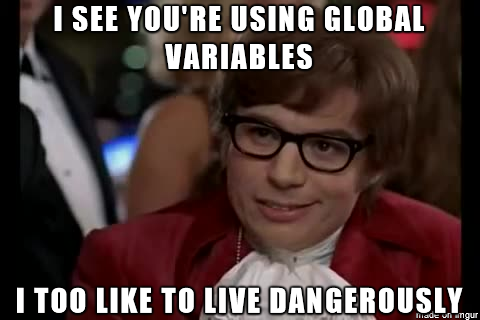 I SEE YOU'RE USING GLOBAL
VARIABLES
I TOO LIKE TO LIVE DANGEROUSLY
made on imgur